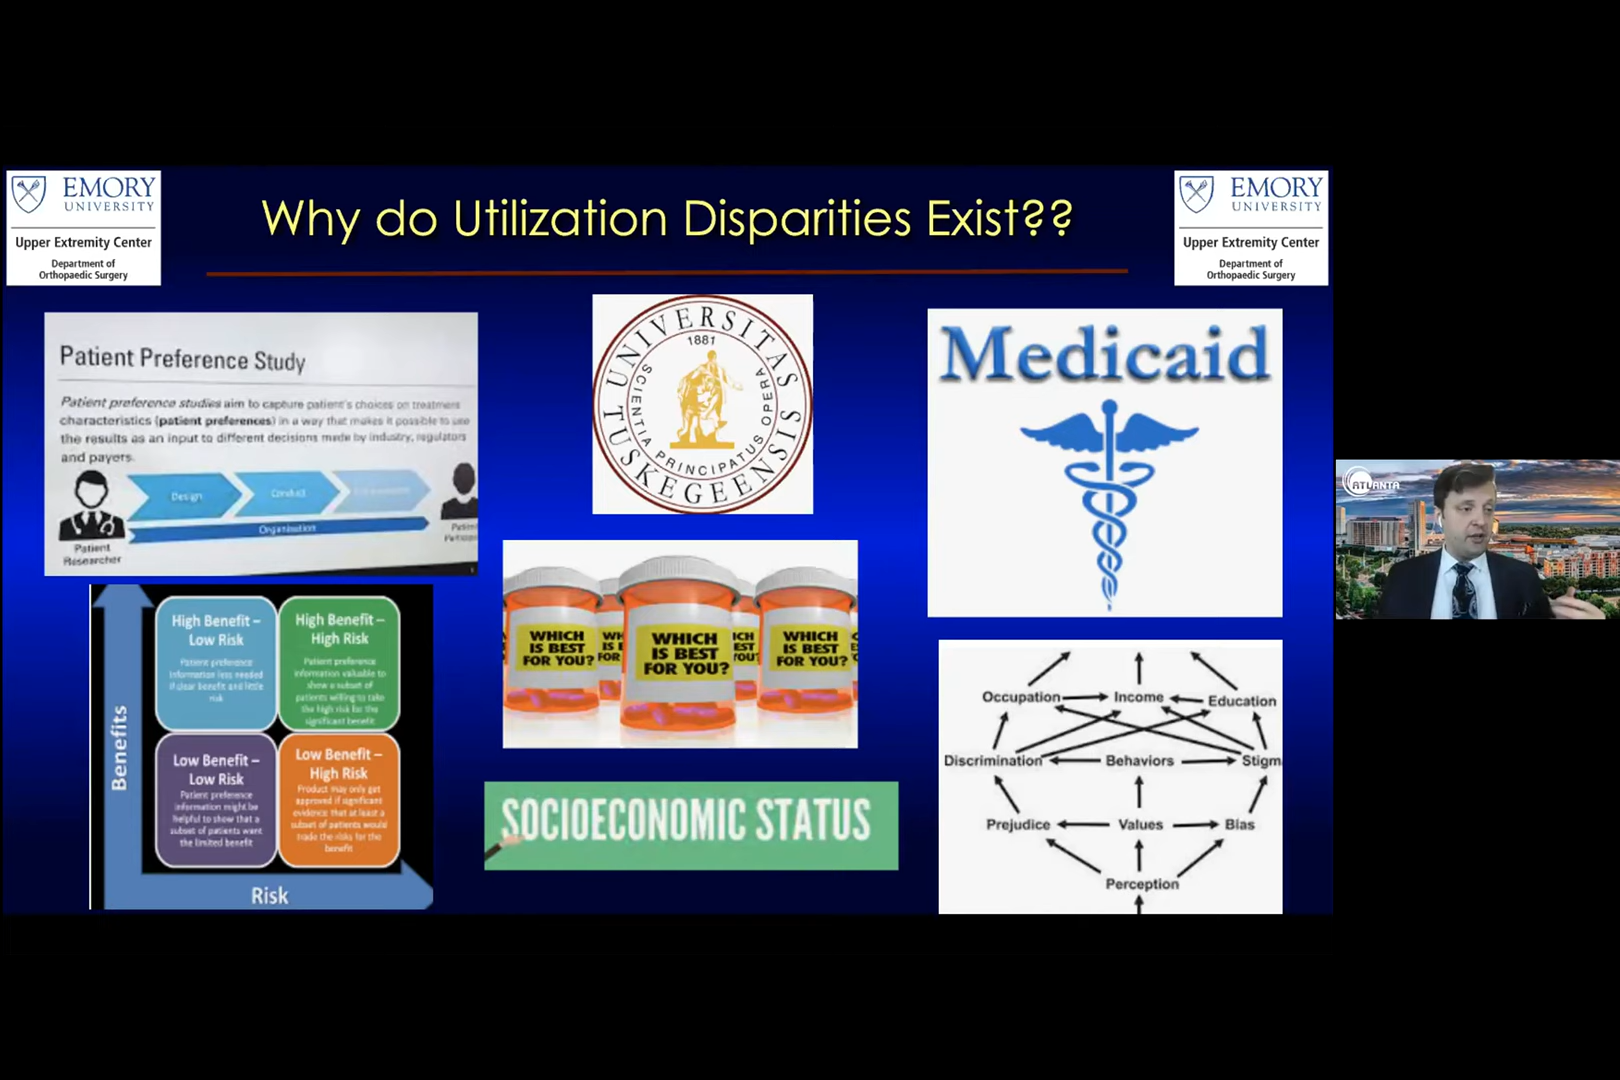 EMORY
UNIVERSITY
Upper Extremity Center
Department of
Orthopaedic Surgery
Why do Utilization Disparities Exist??
EMORY
UNIVERSITY
Upper Extremity Center
Department of
Orthopaedic Surgery
Patient Preference Study
Patient preference studies aim to capture patient's choices on treatment
characteristics (patient preferences) in a way that makes it possible to use
the results as an input to different decisions made by industry, regulators
and payers.
Design
Conduct
Organisation
Patient
Researcher
UNIVERSITAS TUSKEGEENSIS
1881
SCIENTIA PRINCIPATUS OPERA
Medicaid
Benefits
High Benefit –
Low Risk
Patient preference
information less needed
if clear benefit and little
risk
High Benefit –
High Risk
Patient preference
information valuable to
show a subset of
patients willing to take
the high risk for the
significant benefit
Low Benefit –
Low Risk
Patient preference
information might be
helpful to show that a
subset of patients want
the limited benefit
Low Benefit –
High Risk
Product may only get
approved if significant
evidence that at least a
subset of patients would
trade the risks for the
benefit
Risk
WHICH
IS BEST
FOR YOU?
WHICH
IS BEST
FOR YOU?
WHICH
IS BEST
FOR YOU?
SOCIOECONOMIC STATUS
Occupation Income Education
Discrimination Behaviors Stigm
Prejudice Values Bias
Perception
ATLANTA